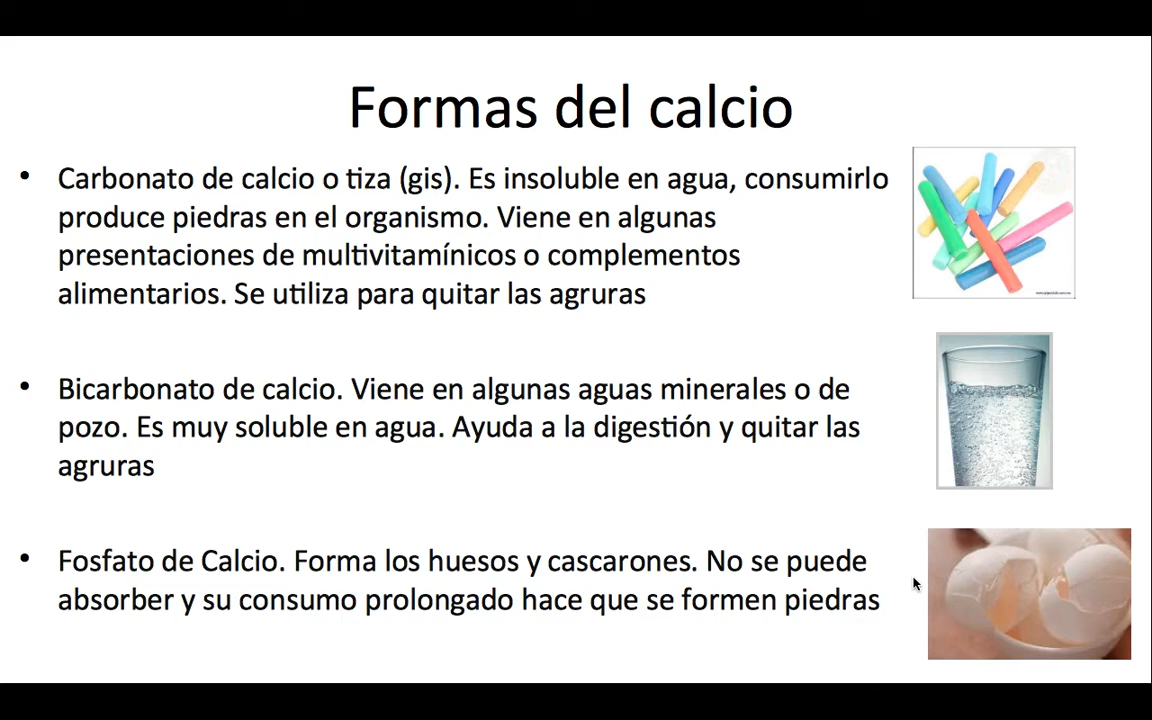 Formas del calcio
• Carbonato de calcio o tiza (gis). Es insoluble en agua, consumirlo
produce piedras en el organismo. Viene en algunas
presentaciones de multivitamínicos o complementos
alimentarios. Se utiliza para quitar las agruras
• Bicarbonato de calcio. Viene en algunas aguas minerales o de
pozo. Es muy soluble en agua. Ayuda a la digestión y quitar las
agruras
• Fosfato de Calcio. Forma los huesos y cascarones. No se puede
absorber y su consumo prolongado hace que se formen piedras